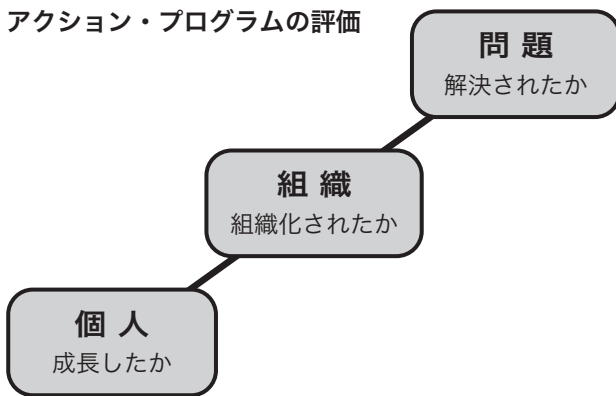 アクション・プログラムの評価
問 題
解決されたか
組 織
組織化されたか
個 人
成長したか